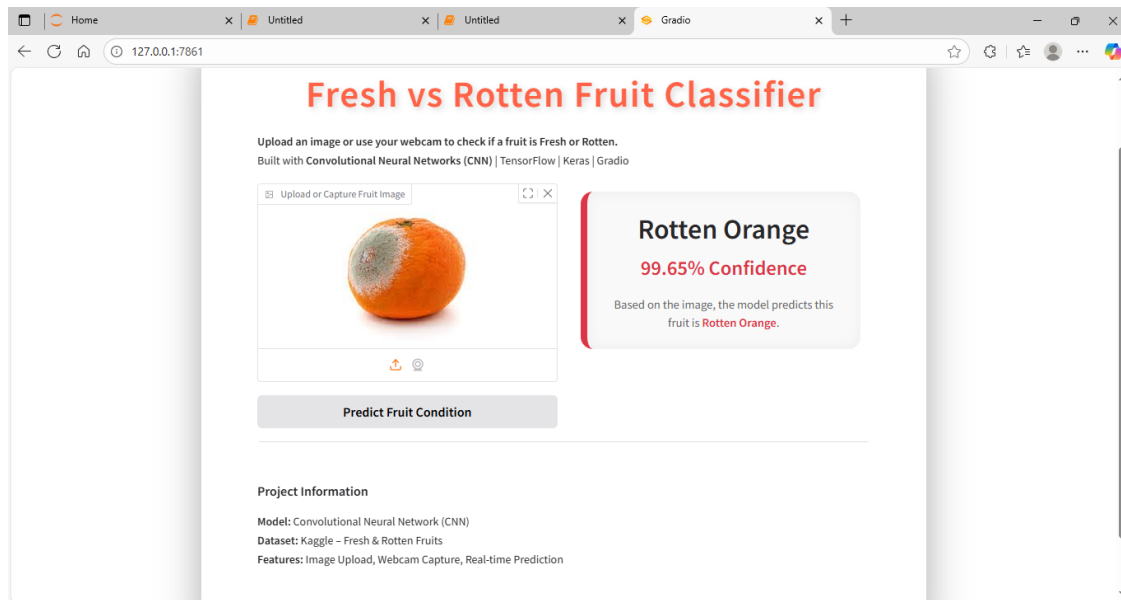 Home
Untitled
Untitled
Gradio
127.0.0.1:7861
Fresh vs Rotten Fruit Classifier
Upload an image or use your webcam to check if a fruit is Fresh or Rotten.
Built with Convolutional Neural Networks (CNN) | TensorFlow | Keras | Gradio
Upload or Capture Fruit Image
Rotten Orange
99.65% Confidence
Based on the image, the model predicts this
fruit is Rotten Orange.
Predict Fruit Condition
Project Information
Model: Convolutional Neural Network (CNN)
Dataset: Kaggle – Fresh & Rotten Fruits
Features: Image Upload, Webcam Capture, Real-time Prediction